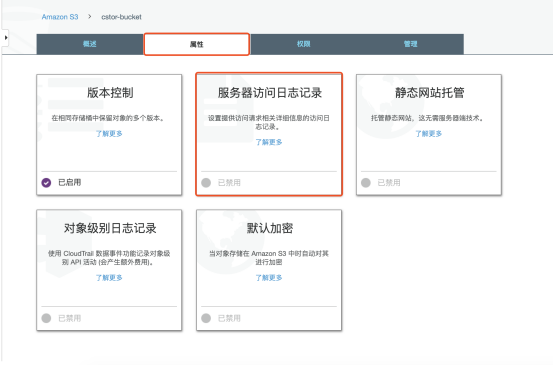 Amazon S3 > cstor-bucket
概述 属性 权限 管理
版本控制
在相同存储桶中保留对象的多个版本。
了解更多
已启用
服务器访问日志记录
设置提供访问请求相关详细信息的访问日
志记录。
了解更多
已禁用
静态网站托管
托管静态网站，这无需服务器端技术。
了解更多
已禁用
对象级别日志记录
使用 CloudTrail 数据事件功能记录对象级
别 API 活动 (会产生额外费用)。
了解更多
已禁用
默认加密
当对象存储在 Amazon S3 中时自动对其
进行加密
了解更多
已禁用